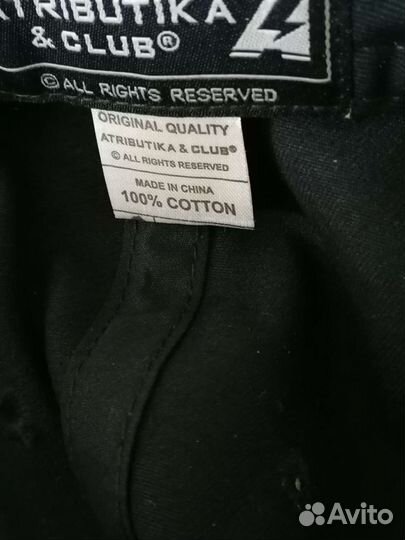 ATRIBUTIKA
& CLUB®
© ALL RIGHTS RESERVED
ORIGINAL QUALITY
ATRIBUTIKA & CLUB®
© ALL RIGHTS RESERVED
MADE IN CHINA
100% COTTON
Avito